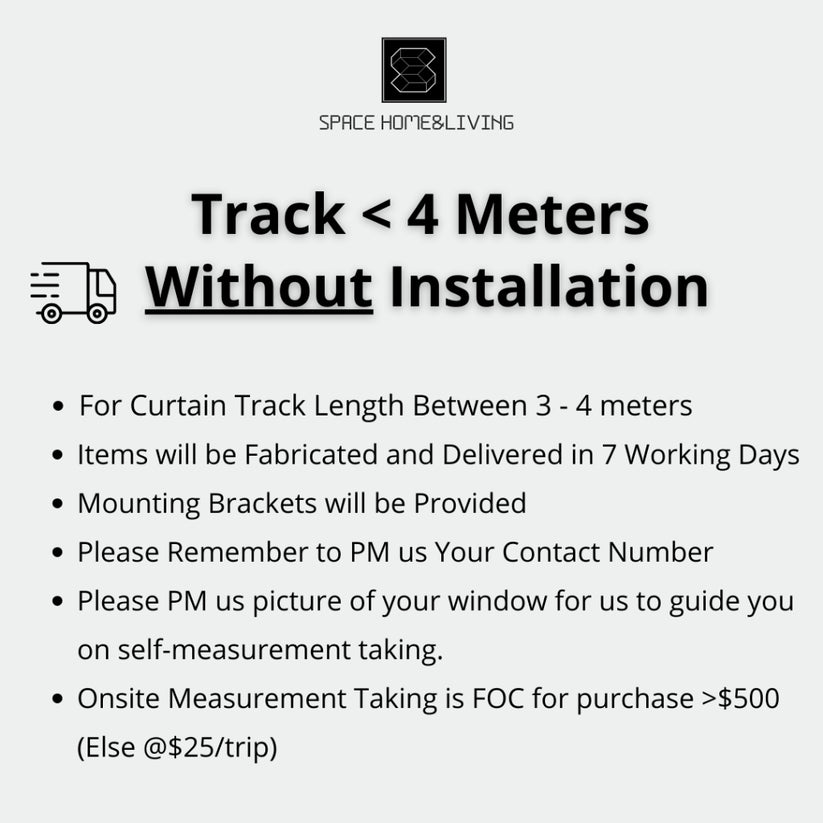 SPACE HOME&LIVING
Track < 4 Meters
Without Installation
• For Curtain Track Length Between 3 - 4 meters
• Items will be Fabricated and Delivered in 7 Working Days
• Mounting Brackets will be Provided
• Please Remember to PM us Your Contact Number
• Please PM us picture of your window for us to guide you
on self-measurement taking.
• Onsite Measurement Taking is FOC for purchase >$500
(Else @$25/trip)